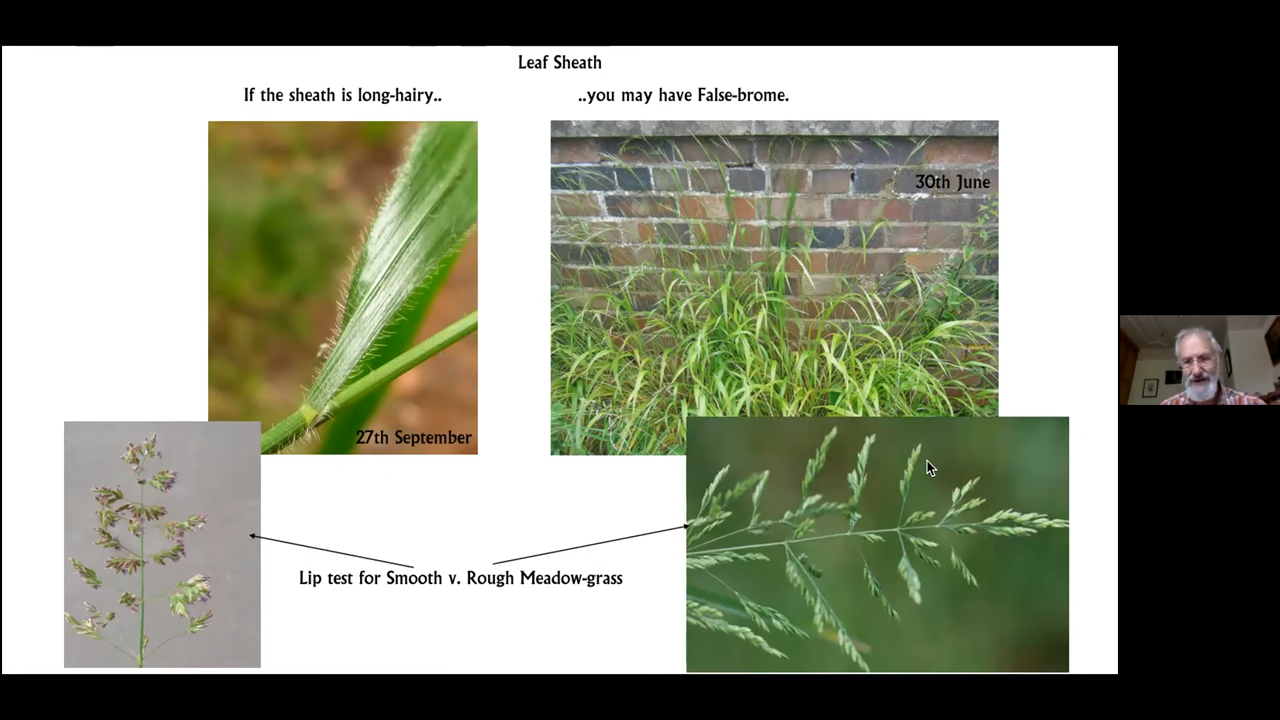 Leaf Sheath
If the sheath is long-hairy..
..you may have False-brome.
30th June
27th September
Lip test for Smooth v. Rough Meadow-grass